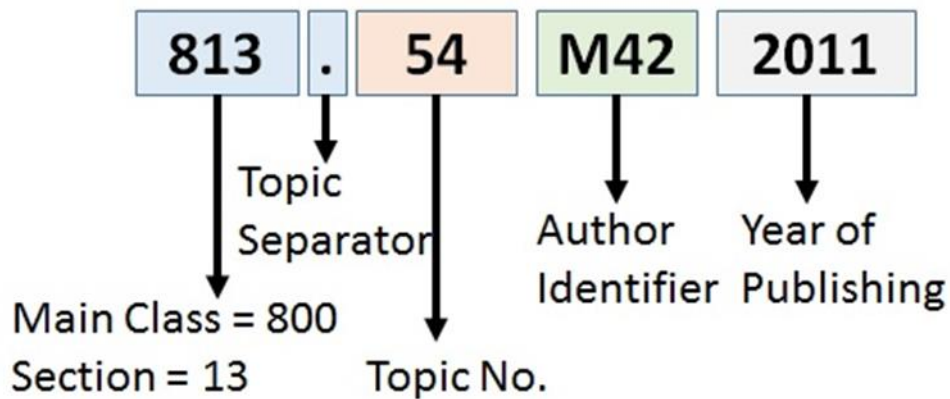 813 . 54 M42 2011
Topic
Separator
Author
Identifier
Year of
Publishing
Main Class = 800
Section = 13
Topic No.